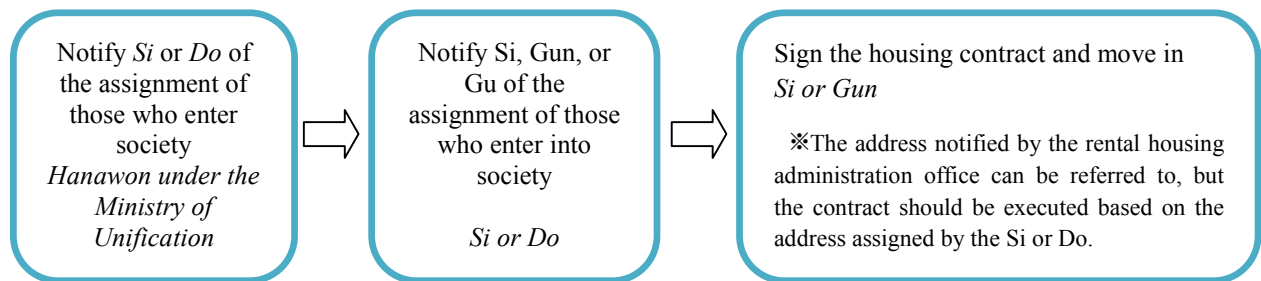 Notify Si or Do of
the assignment of
those who enter
society
Hanawon under the
Ministry of
Unification
Notify Si, Gun, or
Gu of the
assignment of those
who enter into
society
Si or Do
Sign the housing contract and move in
Si or Gun
※The address notified by the rental housing
administration office can be referred to, but
the contract should be executed based on the
address assigned by the Si or Do.